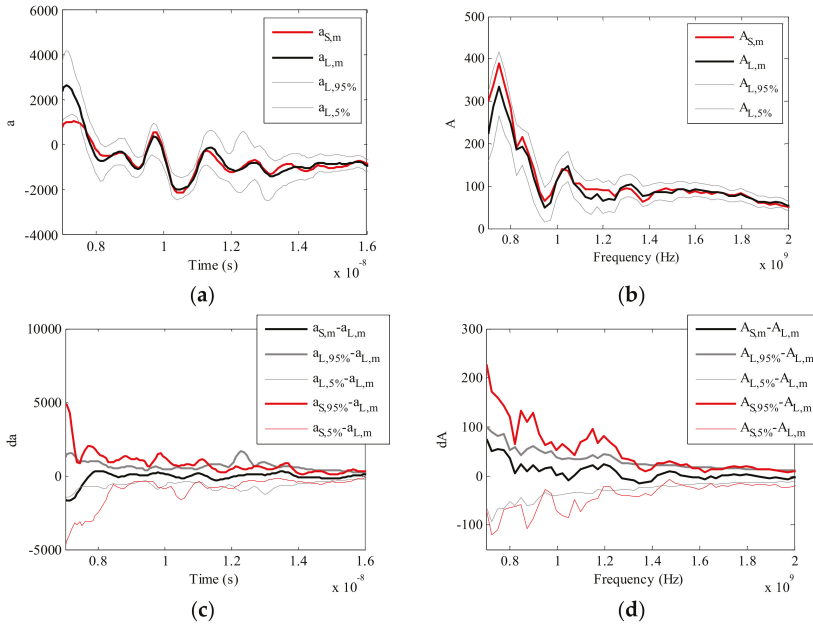 6000
4000
2000
0
-2000
-4000
a
0.8
1
1.2
1.4
1.6
Time (s)
x 10⁻⁸
a_S,m
a_L,m
a_L,95%
a_L,5%
(a)
500
400
300
200
100
0
A
0.8
1
1.2
1.4
1.6
1.8
2
Frequency (Hz)
x 10⁹
A_S,m
A_L,m
A_L,95%
A_L,5%
(b)
10000
5000
0
-5000
da
0.8
1
1.2
1.4
1.6
Time (s)
x 10⁻⁸
a_S,m-a_L,m
a_L,95%-a_L,m
a_L,5%-a_L,m
a_S,95%-a_L,m
a_S,5%-a_L,m
(c)
300
200
100
0
-100
dA
0.8
1
1.2
1.4
1.6
1.8
2
Frequency (Hz)
x 10⁹
A_S,m-A_L,m
A_L,95%-A_L,m
A_L,5%-A_L,m
A_S,95%-A_L,m
A_S,5%-A_L,m
(d)